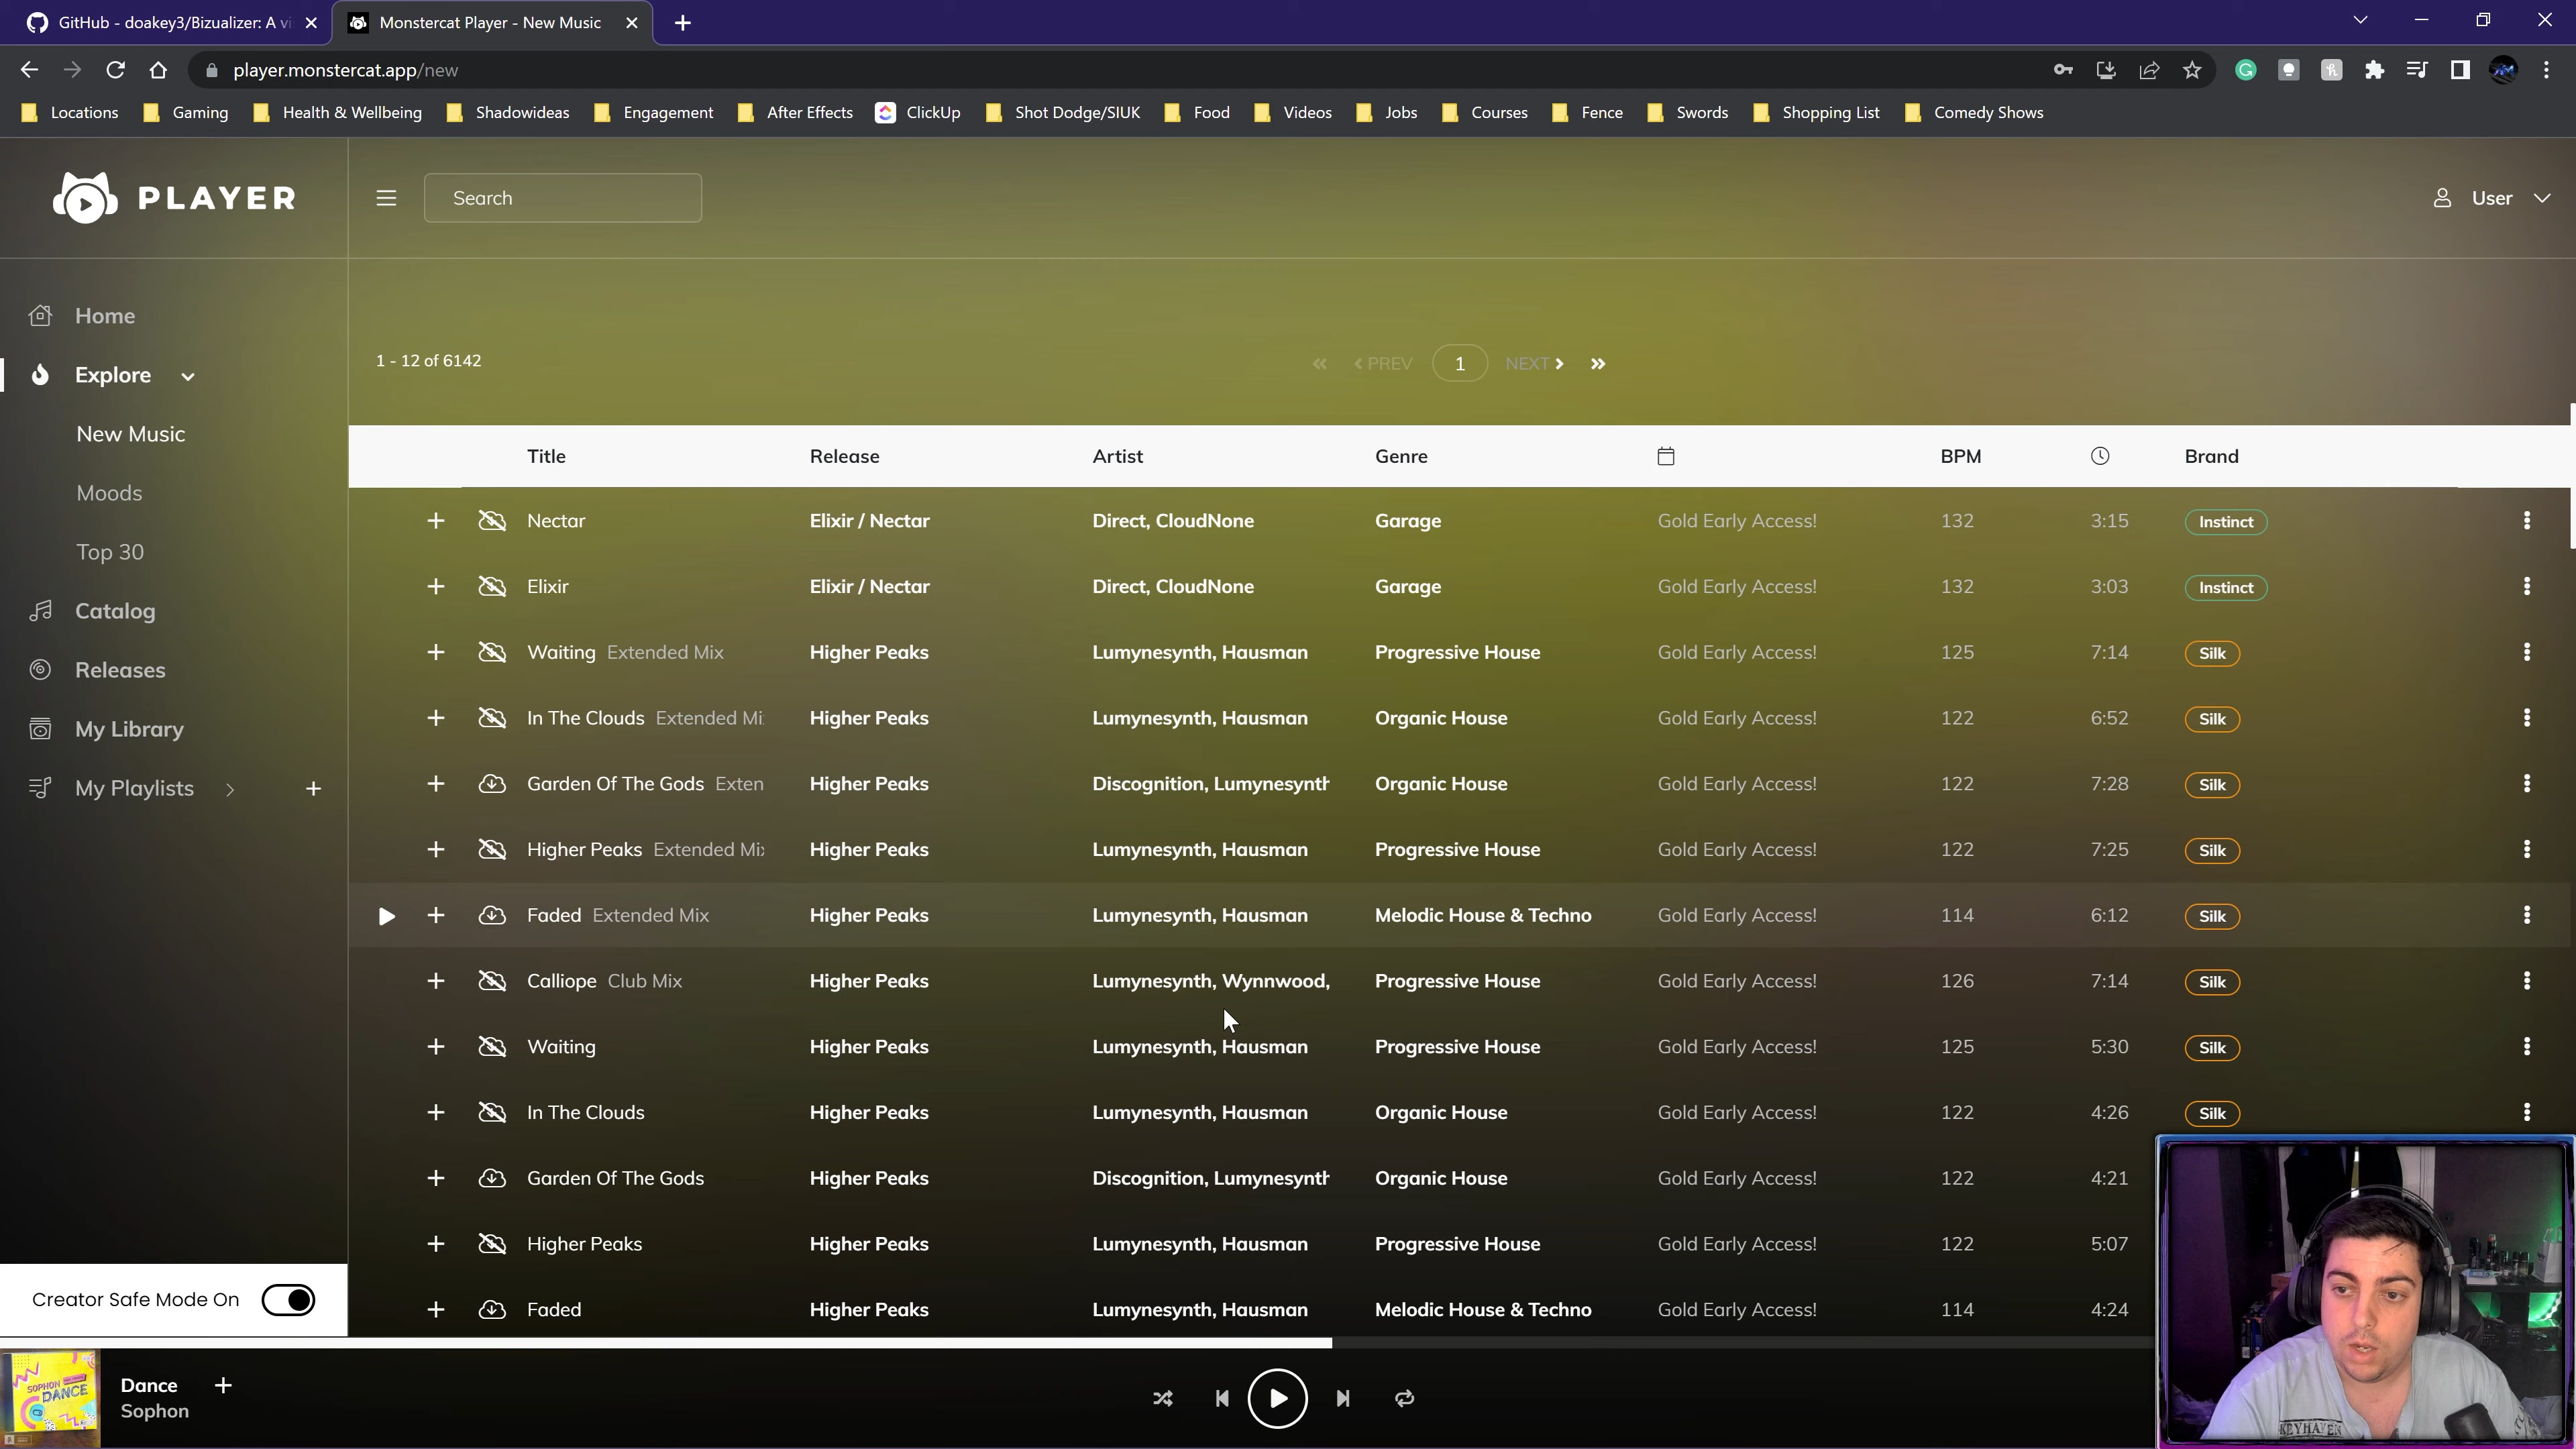 GitHub - doakey3/Bizualizer: A vi
Monstercat Player - New Music
player.monstercat.app/new
Locations Gaming Health & Wellbeing Shadowideas Engagement After Effects ClickUp Shot Dodge/SIUK Food Videos Jobs Courses Fence Swords Shopping List Comedy Shows
PLAYER
Search
User
Home
Explore
New Music
Moods
Top 30
Catalog
Releases
My Library
My Playlists
Creator Safe Mode On
1 - 12 of 6142
PREV 1 NEXT
Title Release Artist Genre BPM Brand
Nectar Elixir / Nectar Direct, CloudNone Garage Gold Early Access! 132 3:15 Instinct
Elixir Elixir / Nectar Direct, CloudNone Garage Gold Early Access! 132 3:03 Instinct
Waiting Extended Mix Higher Peaks Lumynesynth, Hausman Progressive House Gold Early Access! 125 7:14 Silk
In The Clouds Extended Mi Higher Peaks Lumynesynth, Hausman Organic House Gold Early Access! 122 6:52 Silk
Garden Of The Gods Exten Higher Peaks Discognition, Lumynesynth Organic House Gold Early Access! 122 7:28 Silk
Higher Peaks Extended Mix Higher Peaks Lumynesynth, Hausman Progressive House Gold Early Access! 122 7:25 Silk
Faded Extended Mix Higher Peaks Lumynesynth, Hausman Melodic House & Techno Gold Early Access! 114 6:12 Silk
Calliope Club Mix Higher Peaks Lumynesynth, Wynnwood, Progressive House Gold Early Access! 126 7:14 Silk
Waiting Higher Peaks Lumynesynth, Hausman Progressive House Gold Early Access! 125 5:30 Silk
In The Clouds Higher Peaks Lumynesynth, Hausman Organic House Gold Early Access! 122 4:26 Silk
Garden Of The Gods Higher Peaks Discognition, Lumynesynth Organic House Gold Early Access! 122 4:21
Higher Peaks Higher Peaks Lumynesynth, Hausman Progressive House Gold Early Access! 122 5:07
Faded Higher Peaks Lumynesynth, Hausman Melodic House & Techno Gold Early Access! 114 4:24
SOPHON
DANCE
Dance
Sophon
KEYHAVEN